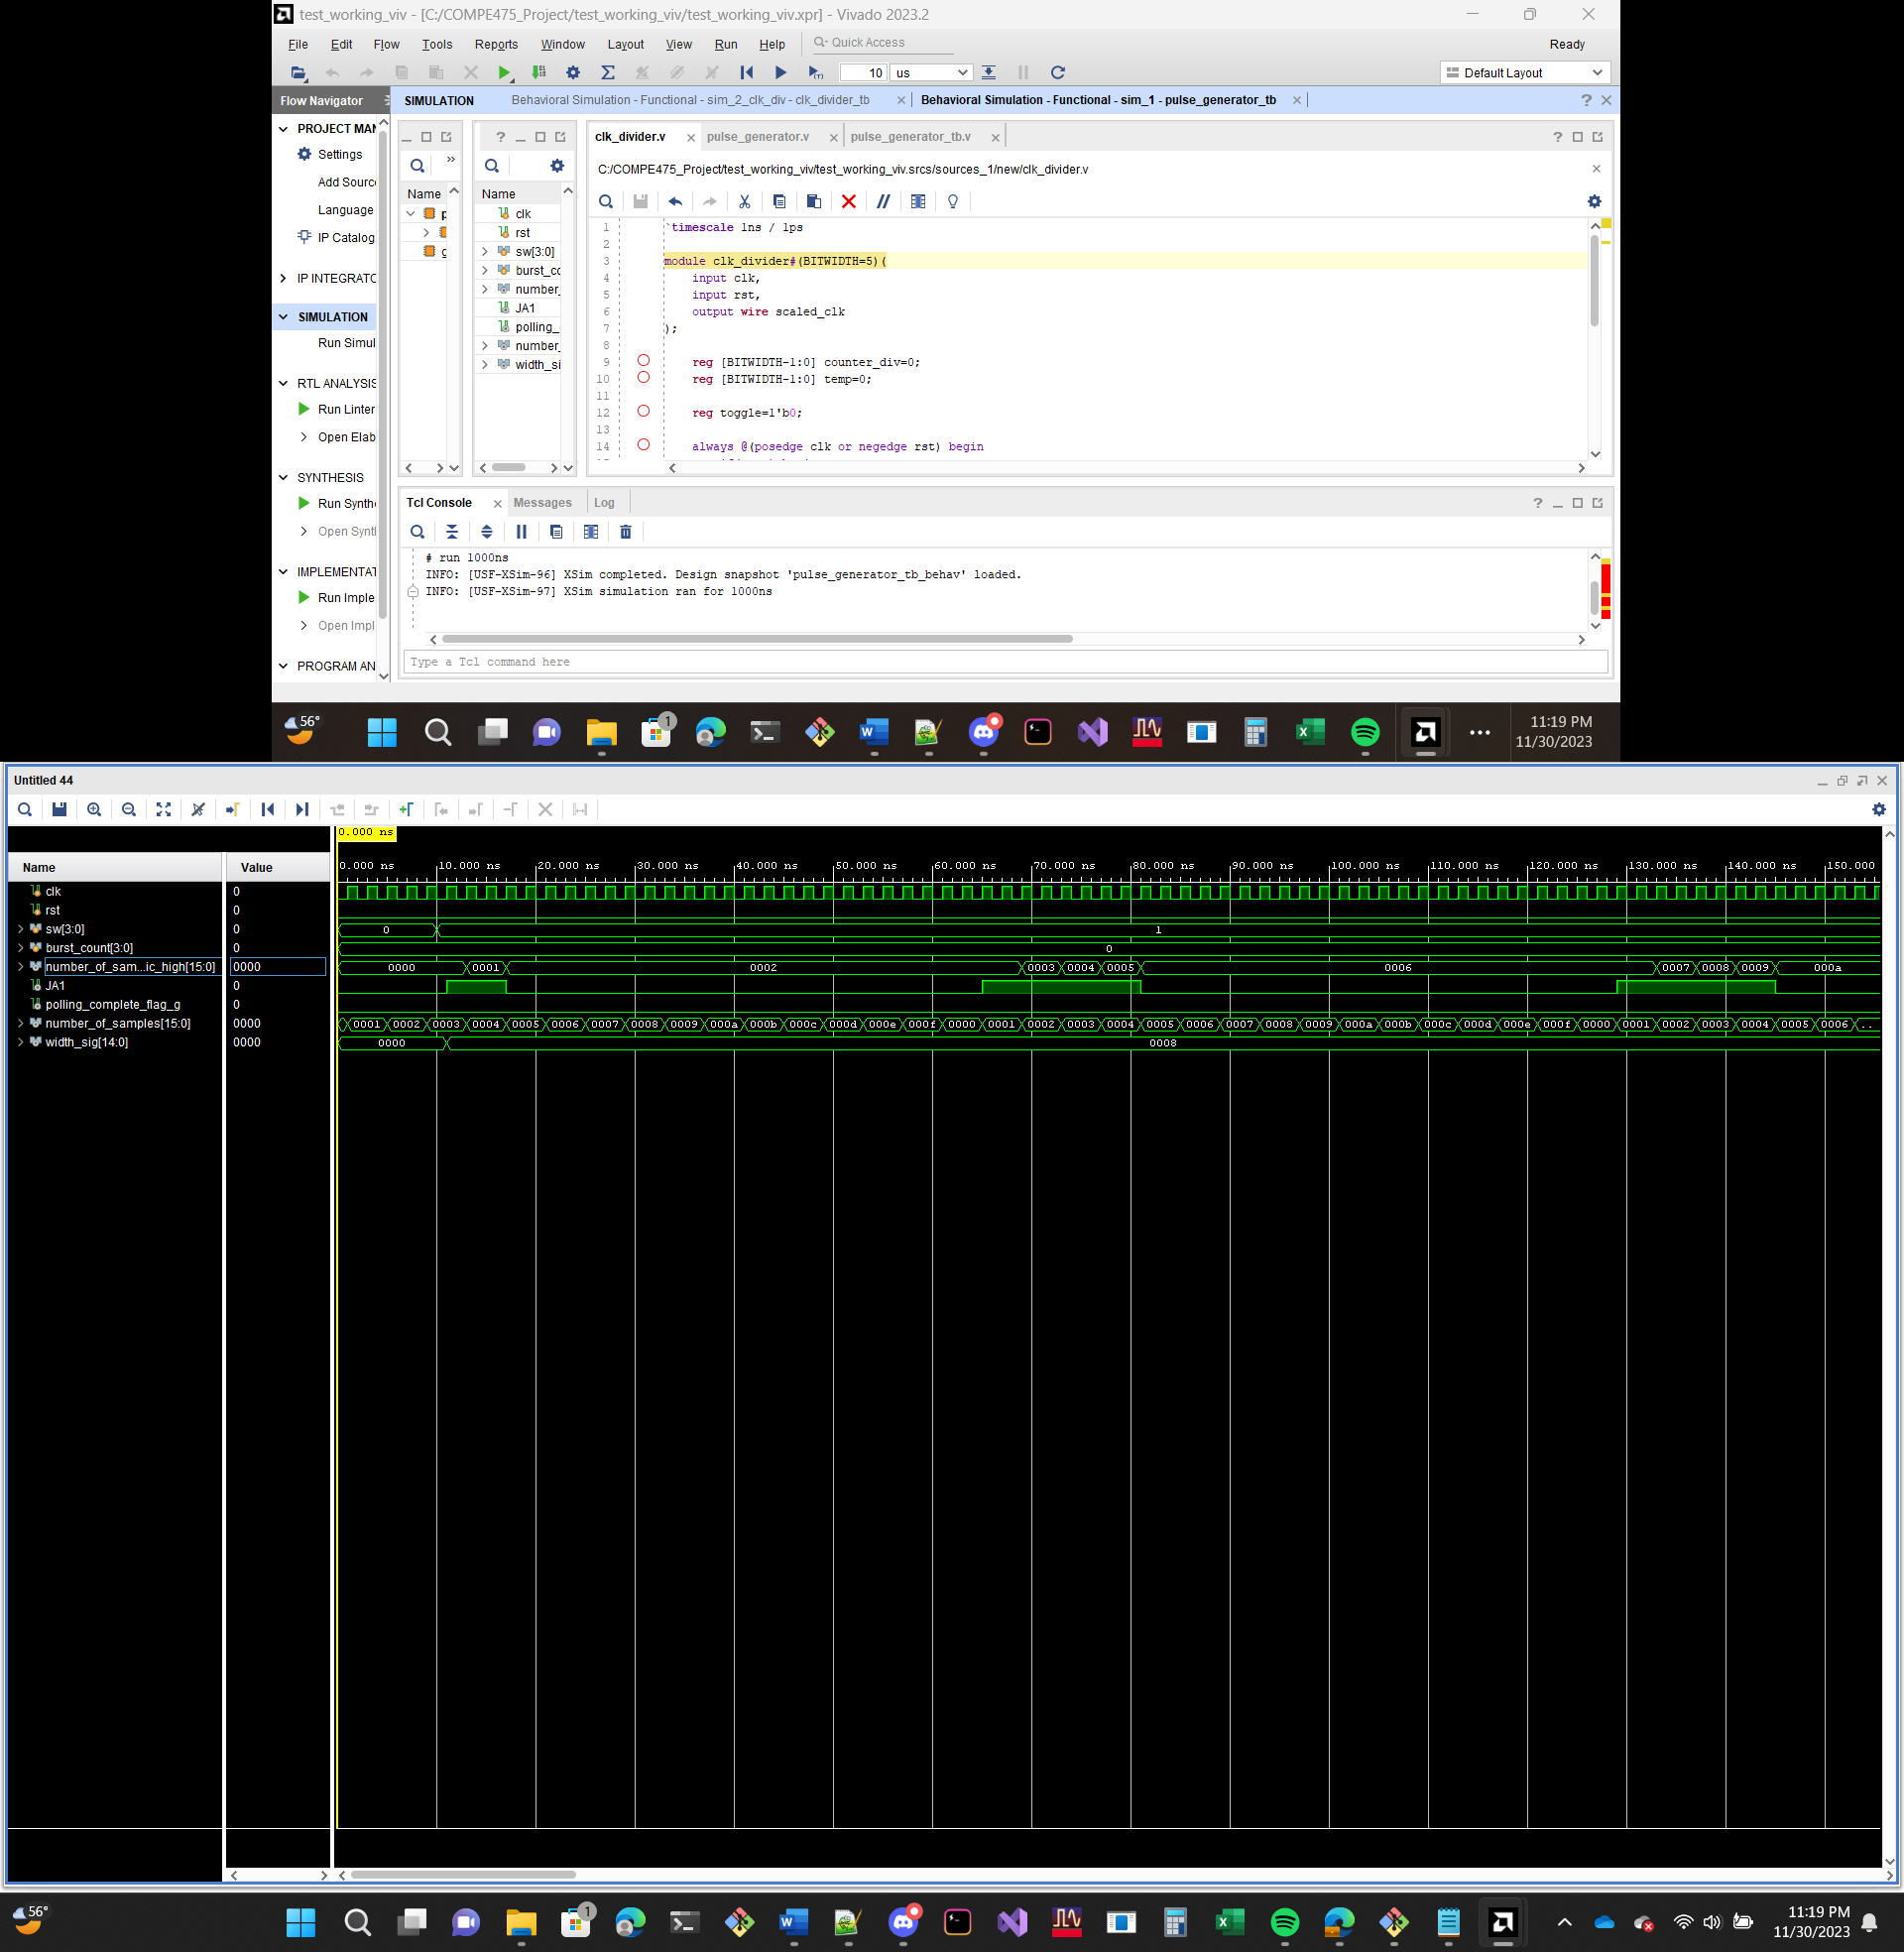 test_working_viv - [C:/COMPE475_Project/test_working_viv/test_working_viv.xpr] - Vivado 2023.2
File Edit Flow Tools Reports Window Layout View Run Help Quick Access Ready
10 us Default Layout
Flow Navigator SIMULATION Behavioral Simulation - Functional - sim_2_clk_div - clk_divider_tb Behavioral Simulation - Functional - sim_1 - pulse_generator_tb
PROJECT MAN
Settings
Add Sourc
Language
IP Catalog
IP INTEGRATC
SIMULATION
Run Simul
RTL ANALYSIS
Run Linter
Open Elab
SYNTHESIS
Run Synth
Open Synt
IMPLEMENTAT
Run Imple
Open Impl
PROGRAM AN
Name
p
g
Name
clk
rst
sw[3:0]
burst_cc
number_
JA1
polling_
number_
width_si
clk_divider.v pulse_generator.v pulse_generator_tb.v
C:/COMPE475_Project/test_working_viv/test_working_viv.srcs/sources_1/new/clk_divider.v
1 `timescale 1ns / 1ps
2
3 module clk_divider#(BITWIDTH=5)(
4 input clk,
5 input rst,
6 output wire scaled_clk
7 );
8
9 reg [BITWIDTH-1:0] counter_div=0;
10 reg [BITWIDTH-1:0] temp=0;
11
12 reg toggle=1'b0;
13
14 always @(posedge clk or negedge rst) begin
Tcl Console Messages Log
# run 1000ns
INFO: [USF-XSim-96] XSim completed. Design snapshot 'pulse_generator_tb_behav' loaded.
INFO: [USF-XSim-97] XSim simulation ran for 1000ns
Type a Tcl command here
56° 1 11:19 PM
11/30/2023
Untitled 44
0.000 ns
Name Value 0.000 ns 10.000 ns 20.000 ns 30.000 ns 40.000 ns 50.000 ns 60.000 ns 70.000 ns 80.000 ns 90.000 ns 100.000 ns 110.000 ns 120.000 ns 130.000 ns 140.000 ns 150.000
clk 0
rst 0
sw[3:0] 0 0 1
burst_count[3:0] 0 0
number_of_sam...ic_high[15:0] 0000 0000 0001 0002 0003 0004 0005 0006 0007 0008 0009 000a
JA1 0
polling_complete_flag_g 0
number_of_samples[15:0] 0000 0001 0002 0003 0004 0005 0006 0007 0008 0009 000a 000b 000c 000d 000e 000f 0000 0001 0002 0003 0004 0005 0006 0007 0008 0009 000a 000b 000c 000d 000e 000f 0000 0001 0002 0003 0004 0005 0006 ..
width_sig[14:0] 0000 0000 0008
56° 1 11:19 PM
11/30/2023